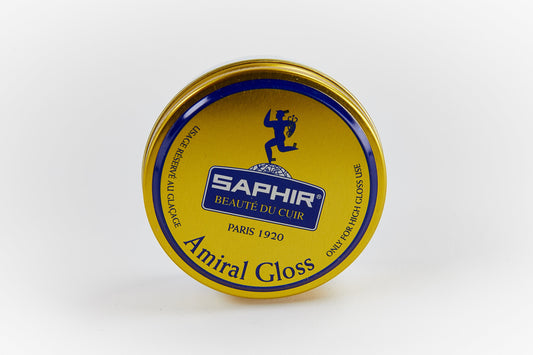 SAPHIR®
BEAUTÉ DU CUIR
PARIS 1920
Amiral Gloss
USAGE RÉSERVÉ AU GLAÇAGE
ONLY FOR HIGH GLOSS USE